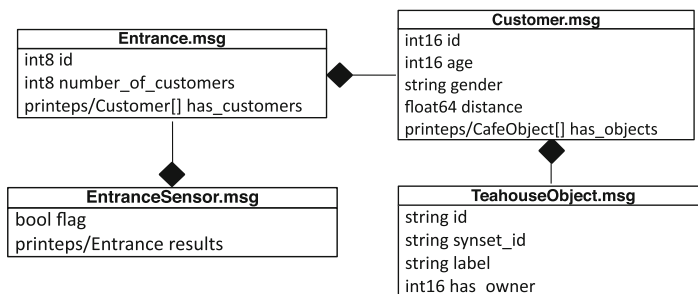 Entrance.msg
int8 id
int8 number_of_customers
printeps/Customer[] has_customers
Customer.msg
int16 id
int16 age
string gender
float64 distance
printeps/CafeObject[] has_objects
EntranceSensor.msg
bool flag
printeps/Entrance results
TeahouseObject.msg
string id
string synset_id
string label
int16 has_owner